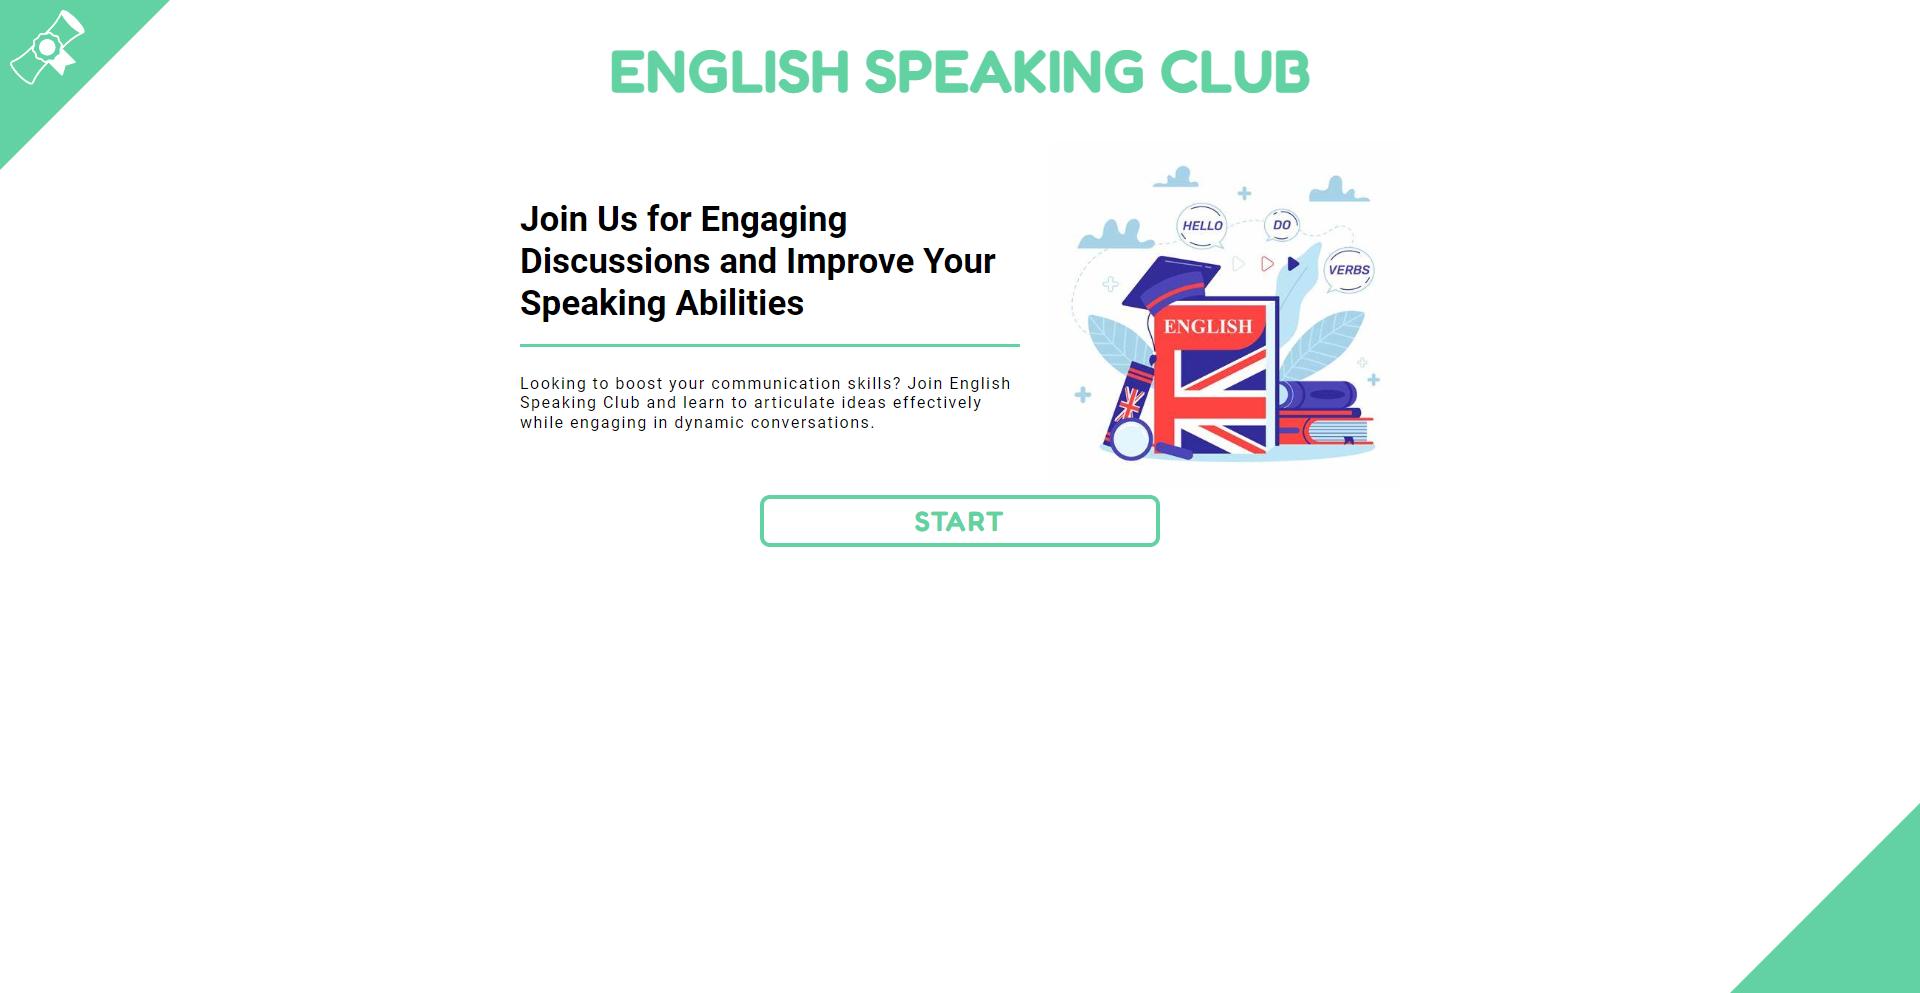 ENGLISH SPEAKING CLUB
Join Us for Engaging
Discussions and Improve Your
Speaking Abilities
Looking to boost your communication skills? Join English
Speaking Club and learn to articulate ideas effectively
while engaging in dynamic conversations.
HELLO
DO
VERBS
ENGLISH
START